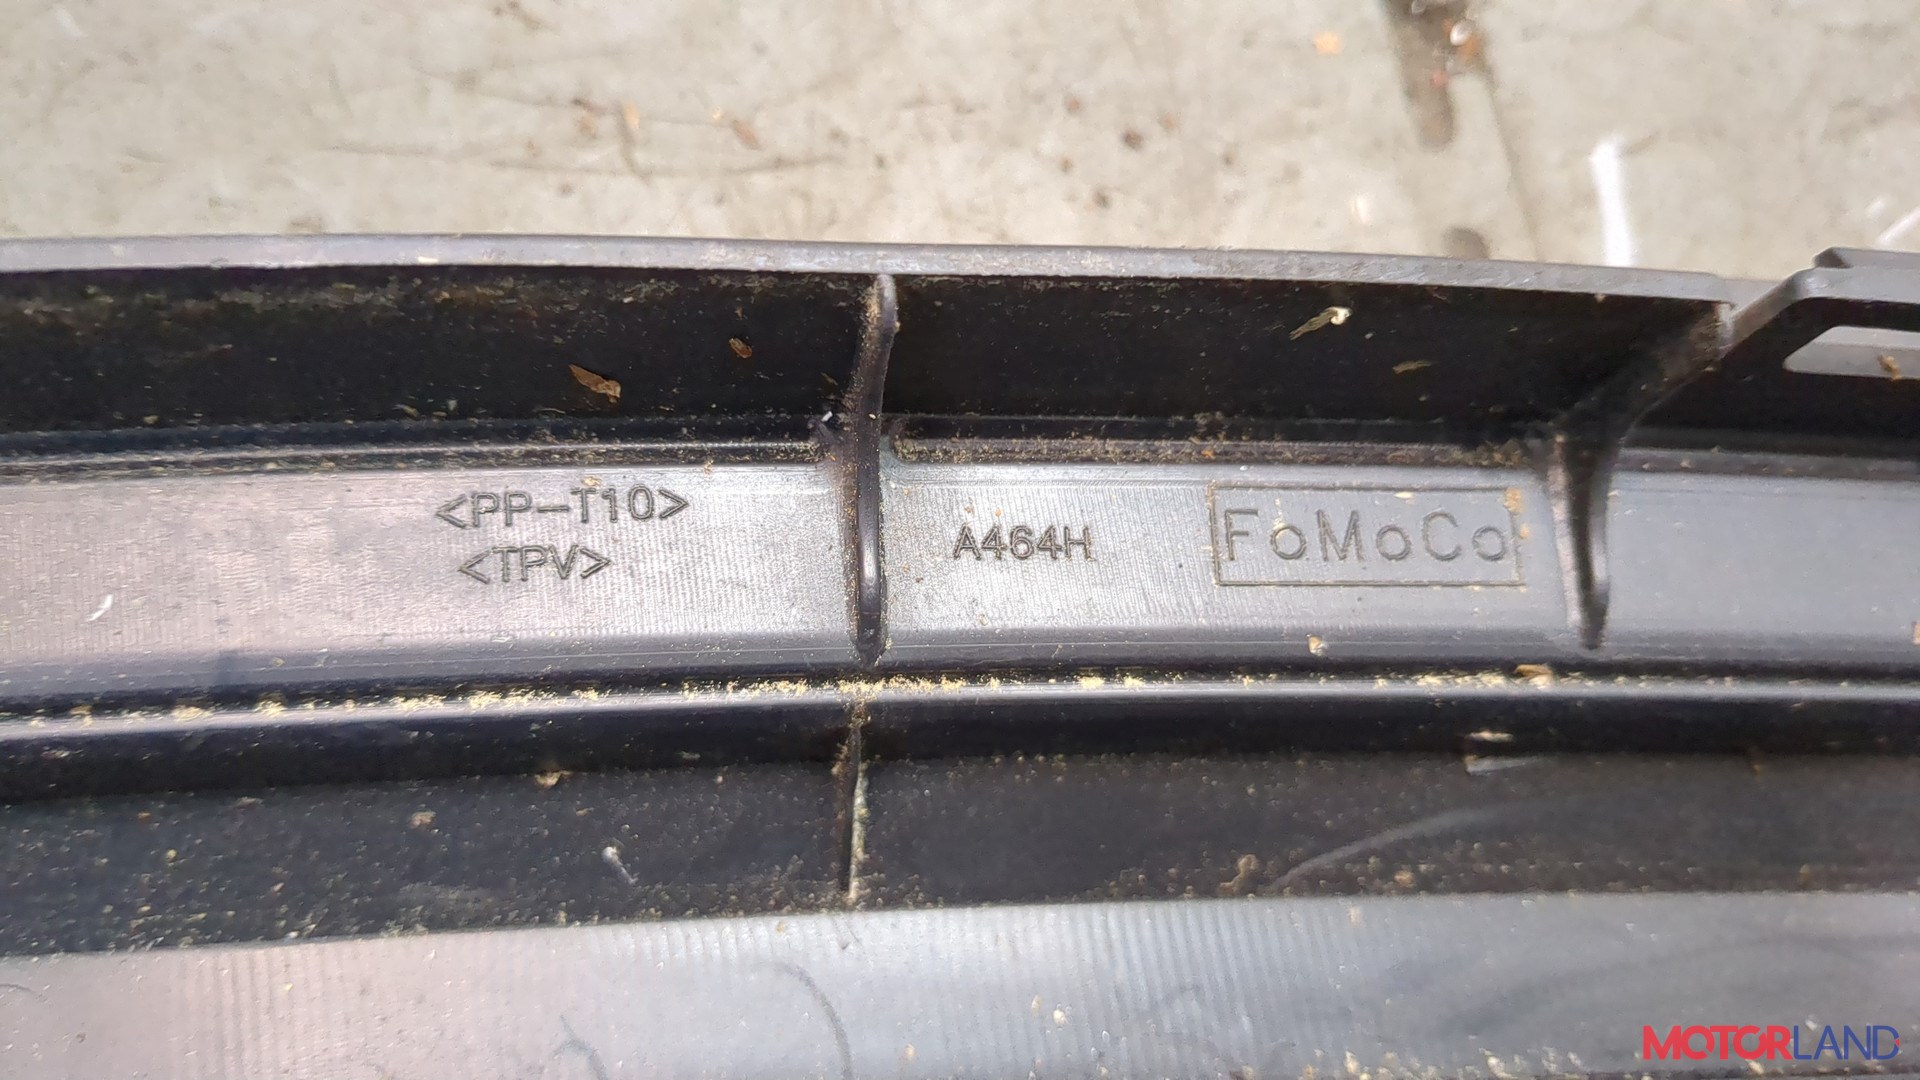 <PP-T10>
<TPV>
A464H
FoMoCo
MOTORLAND